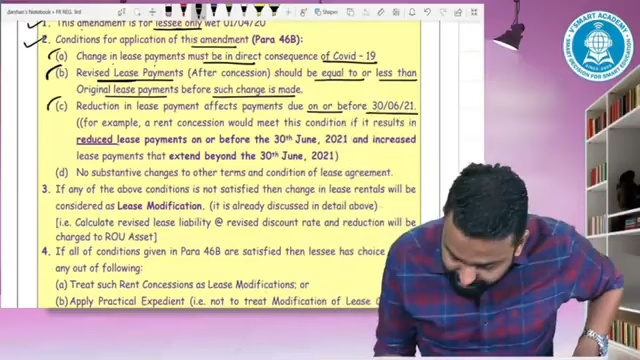 Darshan's Video - FR REG. 3rd
1. This amendment is for lessee only wef 01/04/20
2. Conditions for application of this amendment (Para 46B)
(a) Change in lease payments must be in direct consequence of Covid - 19
(b) Revised Lease Payments (After concession) should be equal to or less than
Original lease payments before such change is made.
(c) Reduction in lease payment affects payments due on or before 30/06/21.
((for example, a rent concession would meet this condition if it results in
reduced lease payments on or before the 30th June, 2021 and increased
lease payments that extend beyond the 30th June, 2021)
(d) No substantive changes to other terms and condition of lease agreement.
3. If any of the above conditions is not satisfied then change in lease rentals will be
considered as Lease Modification. (it is already discussed in detail above)
[i.e. Calculate revised lease liability @ revised discount rate and reduction will be
charged to ROU Asset]
4. If all of conditions given in Para 46B are satisfied then lessee has choice
any out of following:
(a) Treat such Rent Concessions as Lease Modifications; or
(b) Apply Practical Expedient (i.e. not to treat Modification of Lease
V'SMART ACADEMY
SMART DECISION FOR SMART EDUCATION